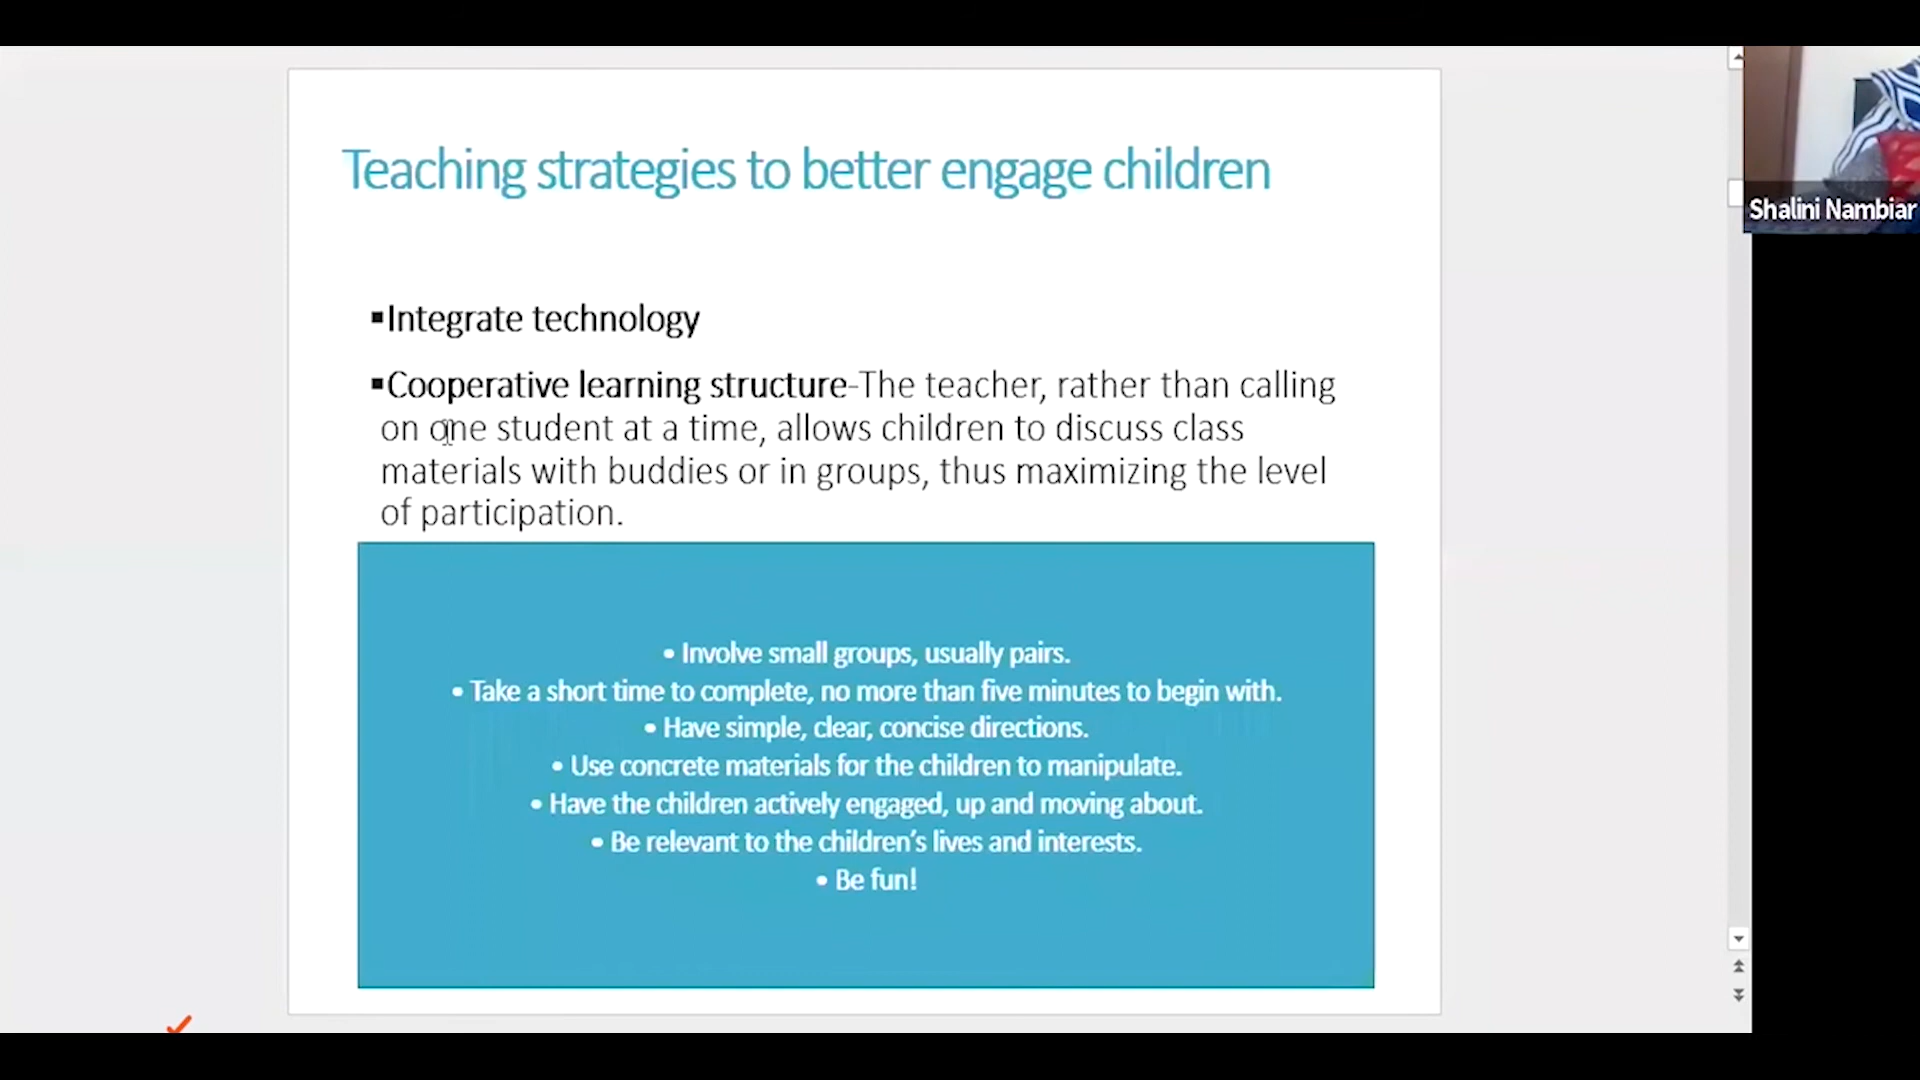 Teaching strategies to better engage children
▪Integrate technology
▪Cooperative learning structure-The teacher, rather than calling
on one student at a time, allows children to discuss class
materials with buddies or in groups, thus maximizing the level
of participation.
• Involve small groups, usually pairs.
• Take a short time to complete, no more than five minutes to begin with.
• Have simple, clear, concise directions.
• Use concrete materials for the children to manipulate.
• Have the children actively engaged, up and moving about.
• Be relevant to the children’s lives and interests.
• Be fun!
Shalini Nambiar